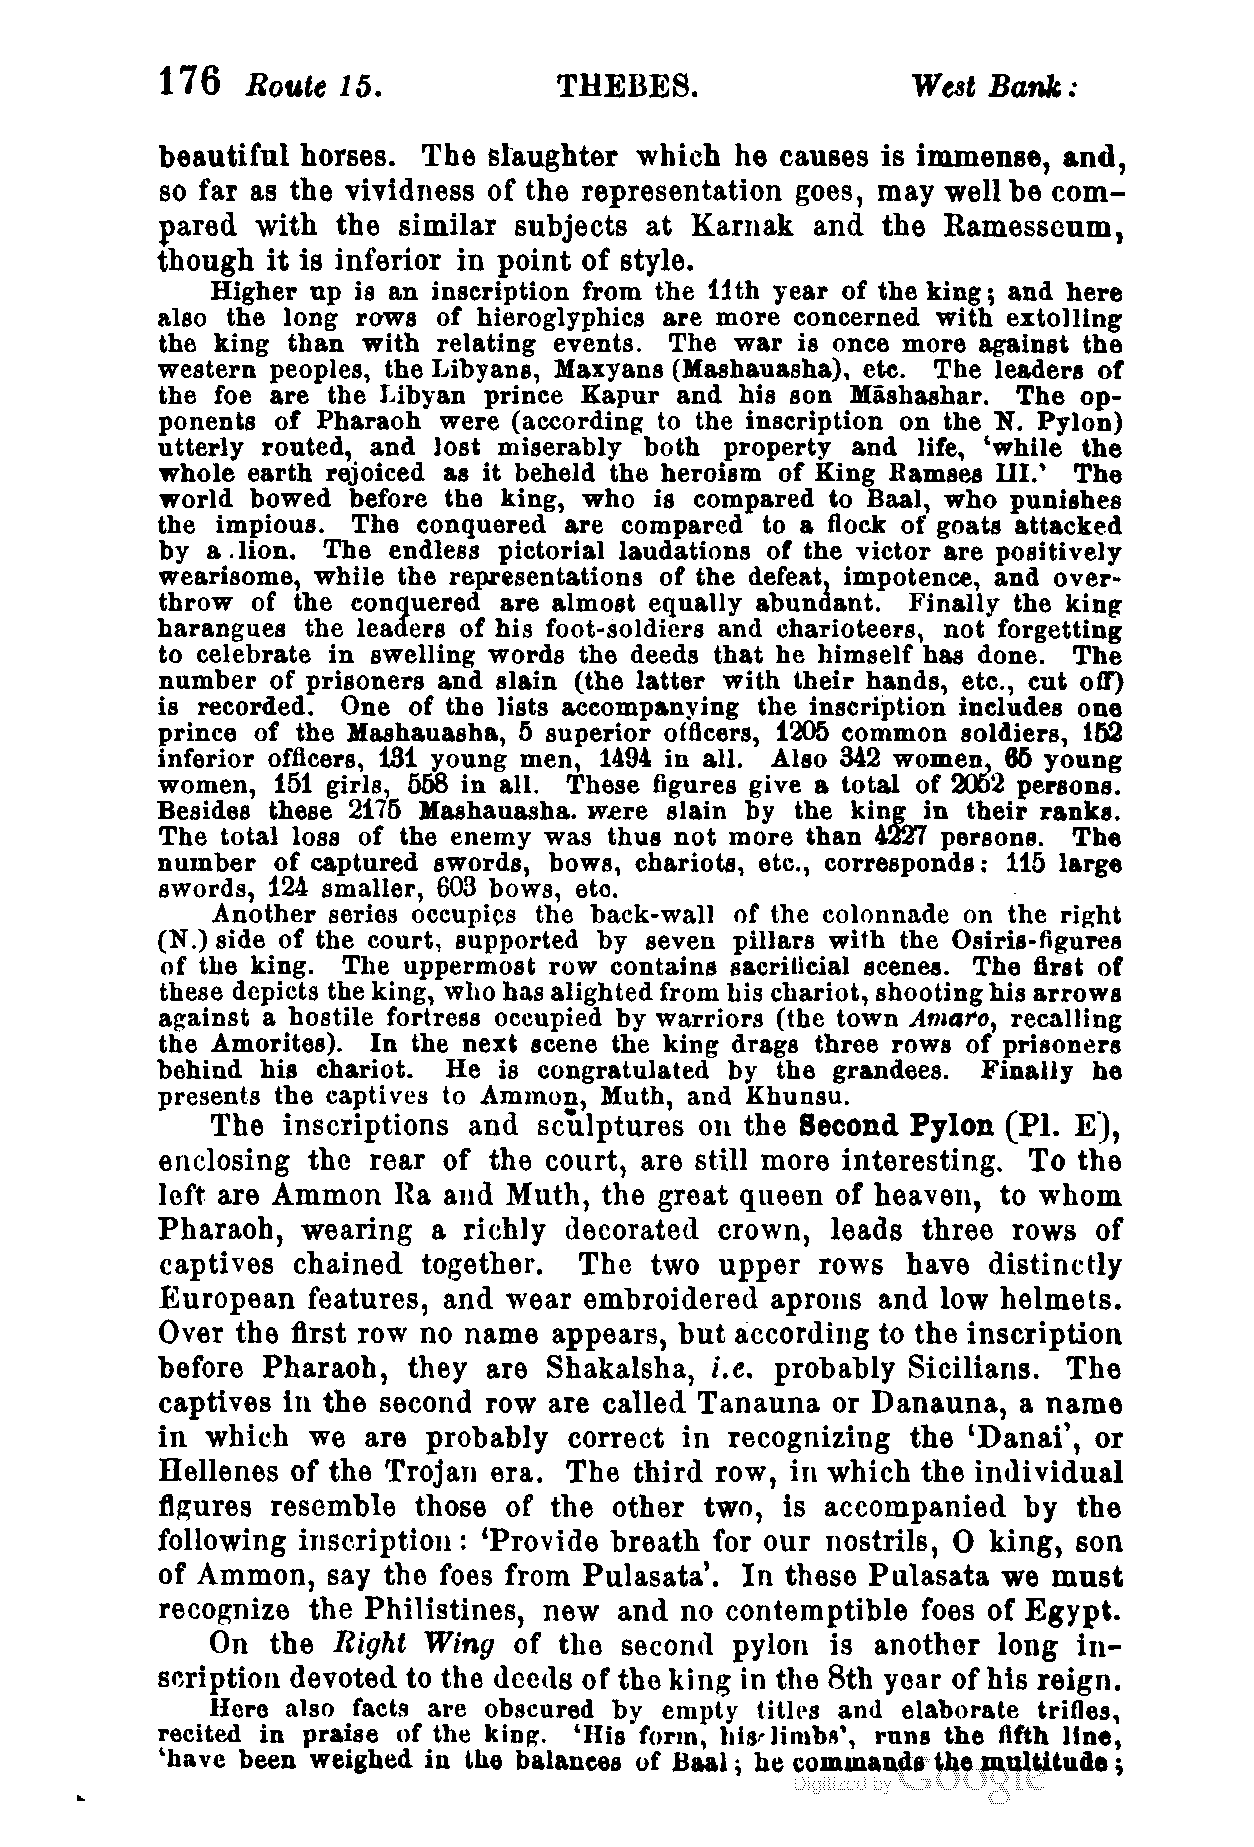 176 Route 15. THEBES. West Bank:
beautiful horses. The slaughter which he causes is immense, and,
so far as the vividness of the representation goes, may well be com-
pared with the similar subjects at Karnak and the Ramesseum,
though it is inferior in point of style.
Higher up is an inscription from the 11th year of the king; and here
also the long rows of hieroglyphics are more concerned with extolling
the king than with relating events. The war is once more against the
western peoples, the Libyans, Maxyans (Mashauasha), etc. The leaders of
the foe are the Libyan prince Kapur and his son Māshashar. The op-
ponents of Pharaoh were (according to the inscription on the N. Pylon)
utterly routed, and lost miserably both property and life, ‘while the
whole earth rejoiced as it beheld the heroism of King Ramses III.’ The
world bowed before the king, who is compared to Baal, who punishes
the impious. The conquered are compared to a flock of goats attacked
by a lion. The endless pictorial laudations of the victor are positively
wearisome, while the representations of the defeat, impotence, and over-
throw of the conquered are almost equally abundant. Finally the king
harangues the leaders of his foot-soldiers and charioteers, not forgetting
to celebrate in swelling words the deeds that he himself has done. The
number of prisoners and slain (the latter with their hands, etc., cut off)
is recorded. One of the lists accompanying the inscription includes one
prince of the Mashauasha, 5 superior officers, 1205 common soldiers, 152
inferior officers, 131 young men, 1494 in all. Also 342 women, 65 young
women, 151 girls, 558 in all. These figures give a total of 2052 persons.
Besides these 2175 Mashauasha were slain by the king in their ranks.
The total loss of the enemy was thus not more than 4227 persons. The
number of captured swords, bows, chariots, etc., corresponds: 115 large
swords, 124 smaller, 603 bows, etc.
Another series occupies the back-wall of the colonnade on the right
(N.) side of the court, supported by seven pillars with the Osiris-figures
of the king. The uppermost row contains sacrificial scenes. The first of
these depicts the king, who has alighted from his chariot, shooting his arrows
against a hostile fortress occupied by warriors (the town Amaro, recalling
the Amorites). In the next scene the king drags three rows of prisoners
behind his chariot. He is congratulated by the grandees. Finally he
presents the captives to Ammon, Muth, and Khunsu.
The inscriptions and sculptures on the Second Pylon (Pl. E),
enclosing the rear of the court, are still more interesting. To the
left are Ammon Ra and Muth, the great queen of heaven, to whom
Pharaoh, wearing a richly decorated crown, leads three rows of
captives chained together. The two upper rows have distinctly
European features, and wear embroidered aprons and low helmets.
Over the first row no name appears, but according to the inscription
before Pharaoh, they are Shakalsha, i.e. probably Sicilians. The
captives in the second row are called Tanauna or Danauna, a name
in which we are probably correct in recognizing the ‘Danai’, or
Hellenes of the Trojan era. The third row, in which the individual
figures resemble those of the other two, is accompanied by the
following inscription: ‘Provide breath for our nostrils, O king, son
of Ammon, say the foes from Pulasata’. In these Pulasata we must
recognize the Philistines, new and no contemptible foes of Egypt.
On the Right Wing of the second pylon is another long in-
scription devoted to the deeds of the king in the 8th year of his reign.
Here also facts are obscured by empty titles and elaborate trifles,
recited in praise of the king. ‘His form, his limbs’, runs the fifth line,
‘have been weighed in the balances of Baal; he commands the multitude;
Digitized by Google